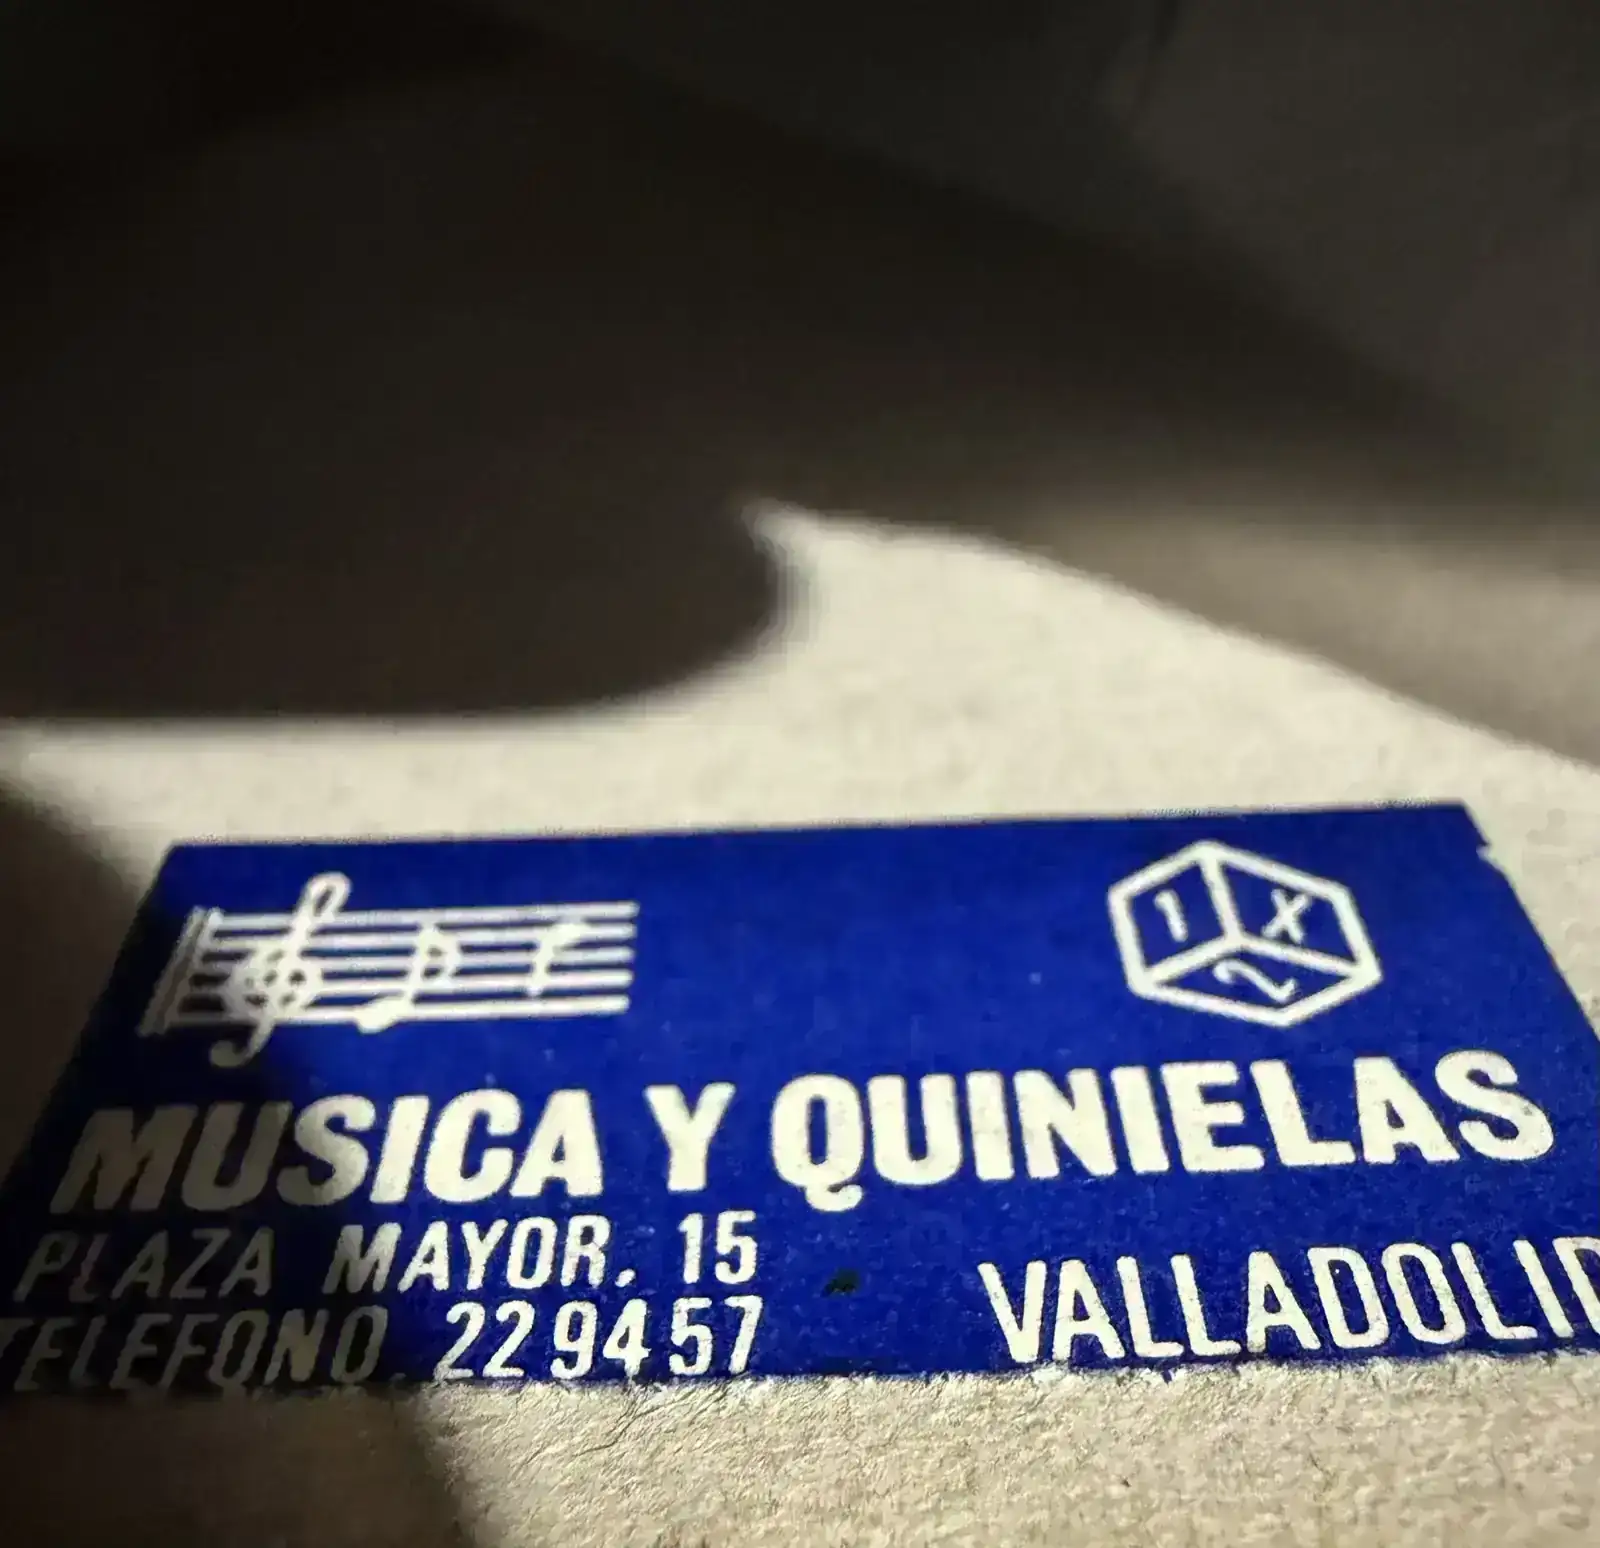 1 X 2
MUSICA Y QUINIELAS
PLAZA MAYOR, 15
TELEFONO 229457
VALLADOLID